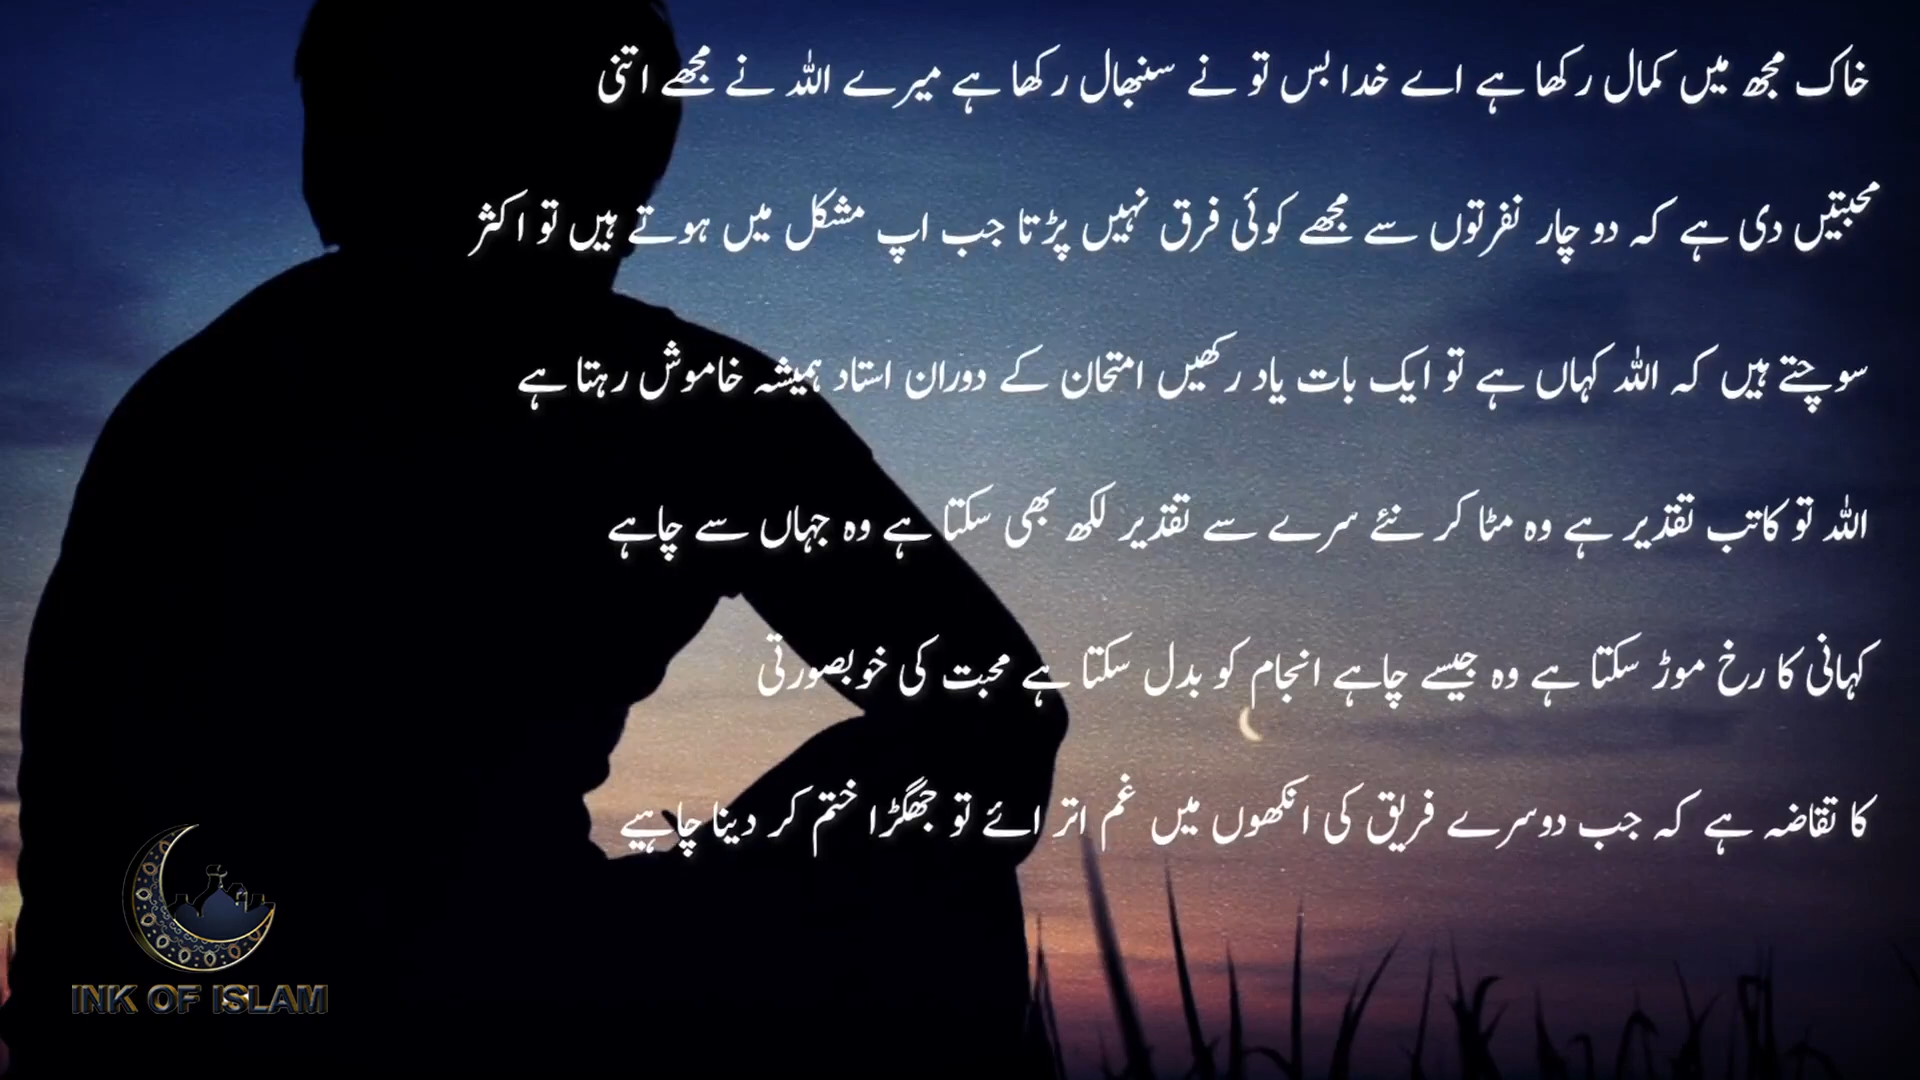 خاک مجھ میں کمال رکھا ہے اے خدا بس تو نے سنبھال رکھا ہے میرے اللہ نے مجھے اتنی
محبتیں دی ہے کہ دو چار نفرتوں سے مجھے کوئی فرق نہیں پڑتا جب اپ مشکل میں ہوتے ہیں تو اکثر
سوچتے ہیں کہ اللہ کہاں ہے تو ایک بات یاد رکھیں امتحان کے دوران استاد ہمیشہ خاموش رہتا ہے
اللہ تو کاتب تقدیر ہے وہ مٹا کر نئے سرے سے تقدیر لکھ بھی سکتا ہے وہ جہاں سے چاہے
کہانی کا رخ موڑ سکتا ہے وہ جیسے چاہے انجام کو بدل سکتا ہے محبت کی خوبصورتی
کا تقاضہ ہے کہ جب دوسرے فریق کی انکھوں میں غم اتر ائے تو جھگڑا ختم کر دینا چاہیے
INK OF ISLAM